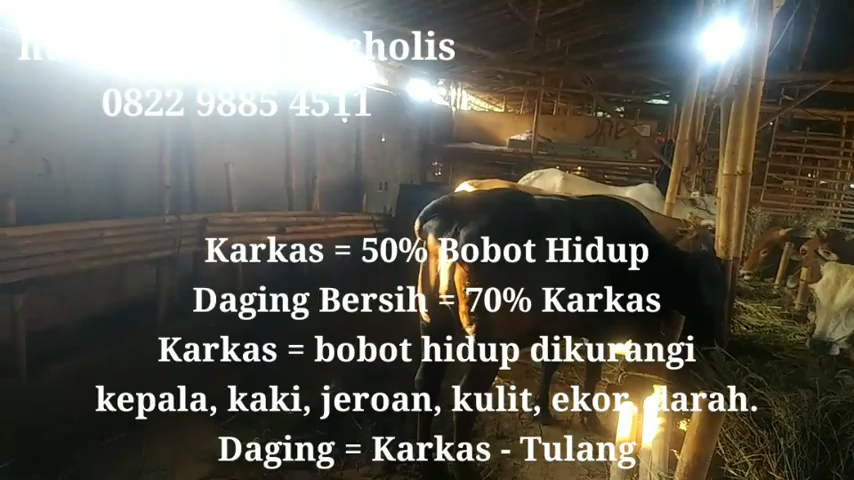 cholis
0822 9885 4511
Karkas = 50% Bobot Hidup
Daging Bersih = 70% Karkas
Karkas = bobot hidup dikurangi
kepala, kaki, jeroan, kulit, ekor, darah.
Daging = Karkas - Tulang